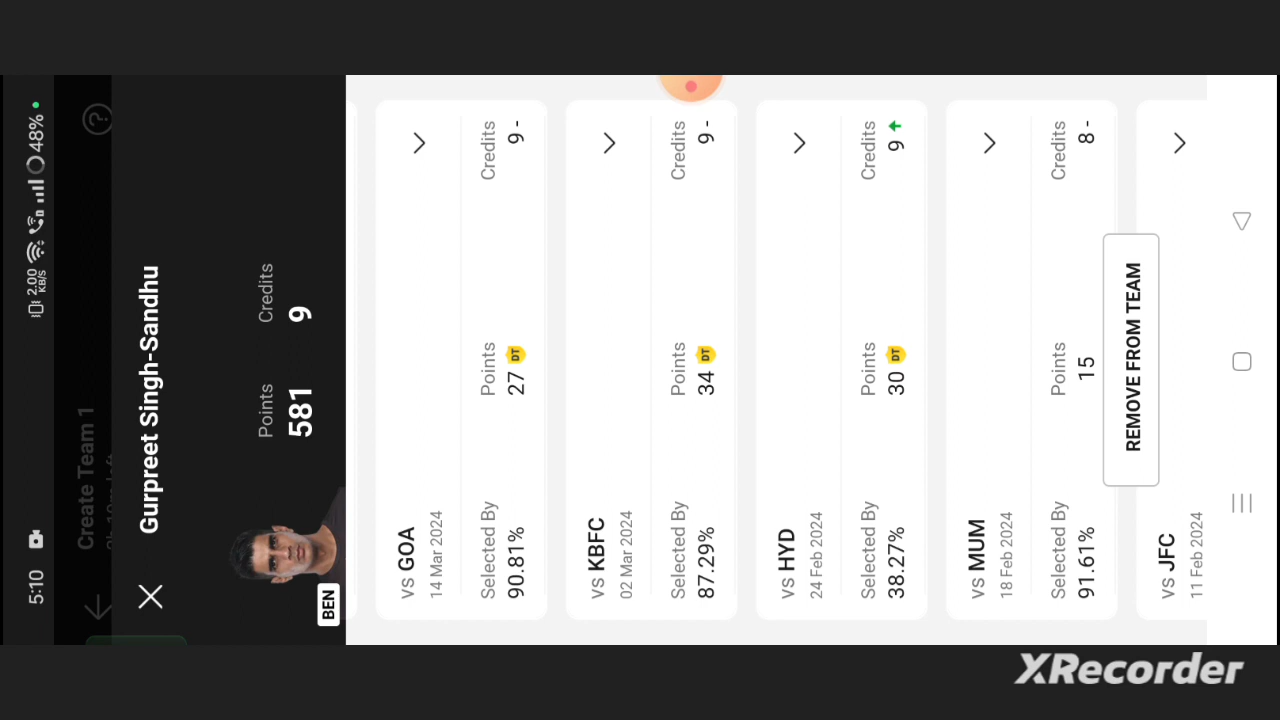 5:10
2.00
KB/S
48%
Create Team 1
Gurpreet Singh-Sandhu
BEN
Points
Credits
581
9
vs GOA
14 Mar 2024
Selected By
Points
Credits
90.81%
27 DT
9 -
vs KBFC
02 Mar 2024
Selected By
Points
Credits
87.29%
34 DT
9 -
vs HYD
24 Feb 2024
Selected By
Points
Credits
38.27%
30 DT
9
vs MUM
18 Feb 2024
Selected By
Points
Credits
91.61%
15
8 -
REMOVE FROM TEAM
vs JFC
11 Feb 2024
XRecorder